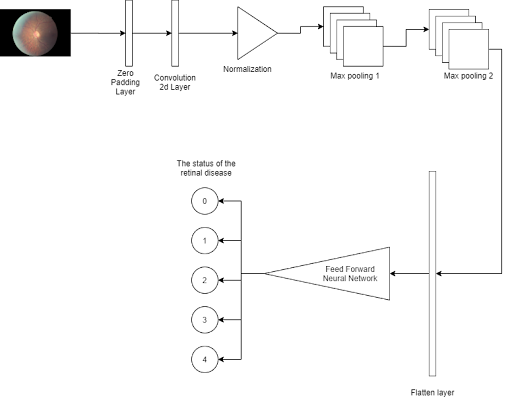 Zero
Padding
Layer
Convolution
2d Layer
Normalization
Max pooling 1
Max pooling 2
The status of the
retinal disease
0
1
2
3
4
Feed Forward
Neural Network
Flatten layer